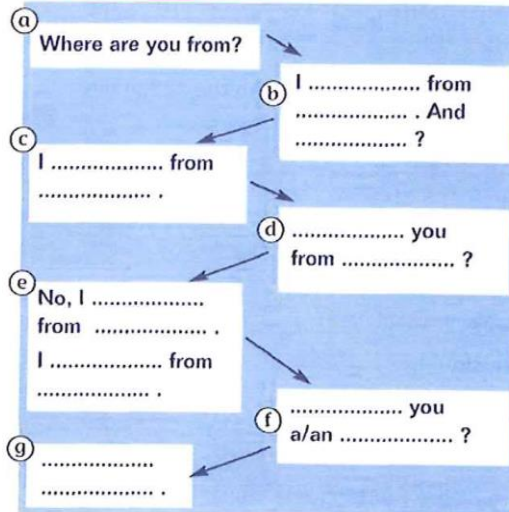 a
Where are you from?
b
I .................... from
.................... . And
.................... ?
c
I .................... from
.................... .
d
.................... you
from .................... ?
e
No, I ....................
from .................... .
I .................... from
.................... .
f
.................... you
a/an .................... ?
g
....................
.................... .